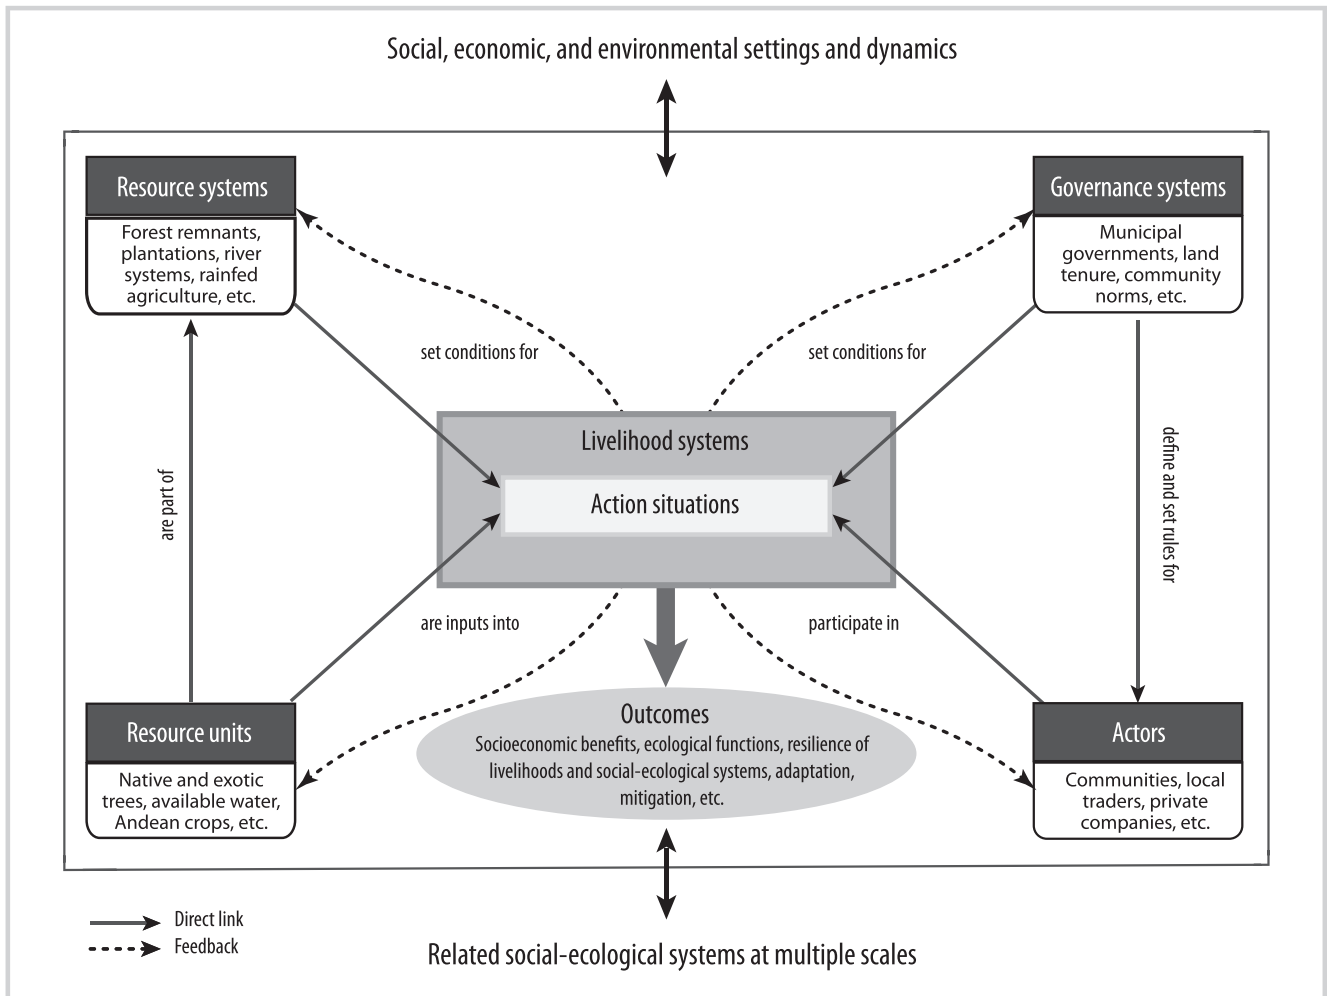 Social, economic, and environmental settings and dynamics
Resource systems
Forest remnants,
plantations, river
systems, rainfed
agriculture, etc.
Governance systems
Municipal
governments, land
tenure, community
norms, etc.
set conditions for
set conditions for
Livelihood systems
Action situations
are part of
define and set rules for
are inputs into
participate in
Resource units
Native and exotic
trees, available water,
Andean crops, etc.
Outcomes
Socioeconomic benefits, ecological functions, resilience of
livelihoods and social-ecological systems, adaptation,
mitigation, etc.
Actors
Communities, local
traders, private
companies, etc.
Direct link
Feedback
Related social-ecological systems at multiple scales